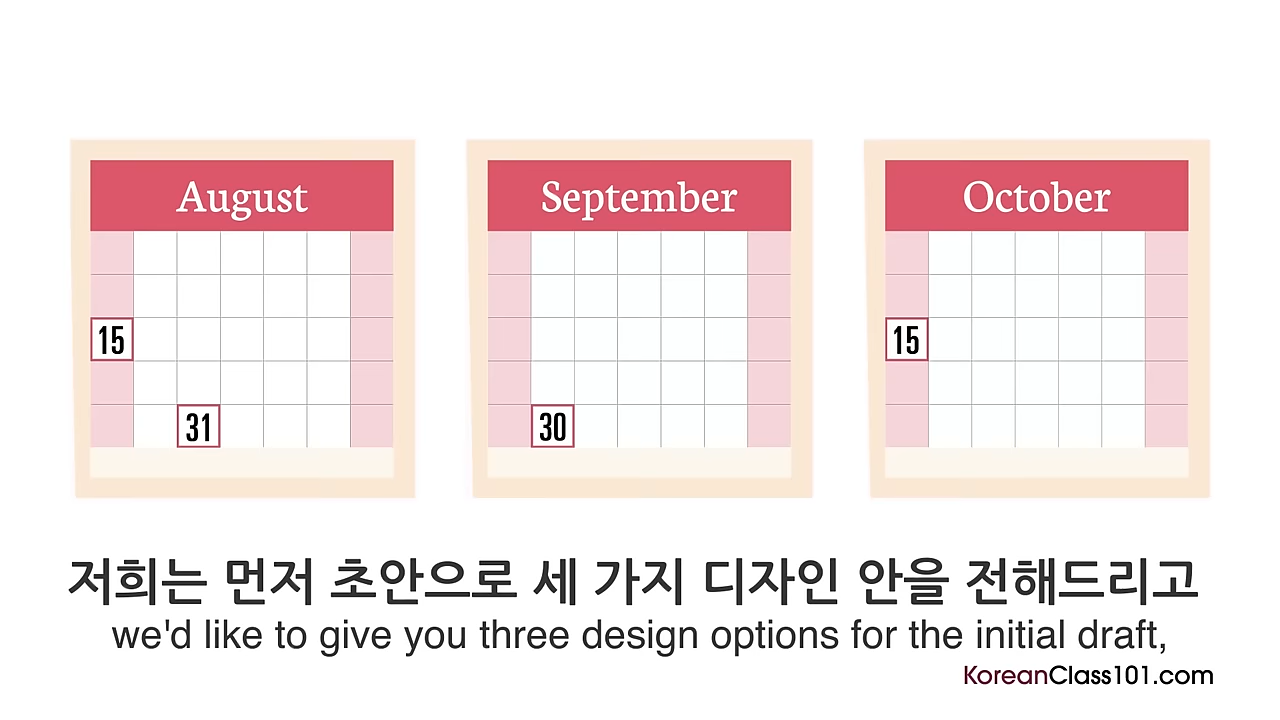 August
September
October
15
15
31
30
저희는 먼저 초안으로 세 가지 디자인 안을 전해드리고
we'd like to give you three design options for the initial draft,
KoreanClass101.com